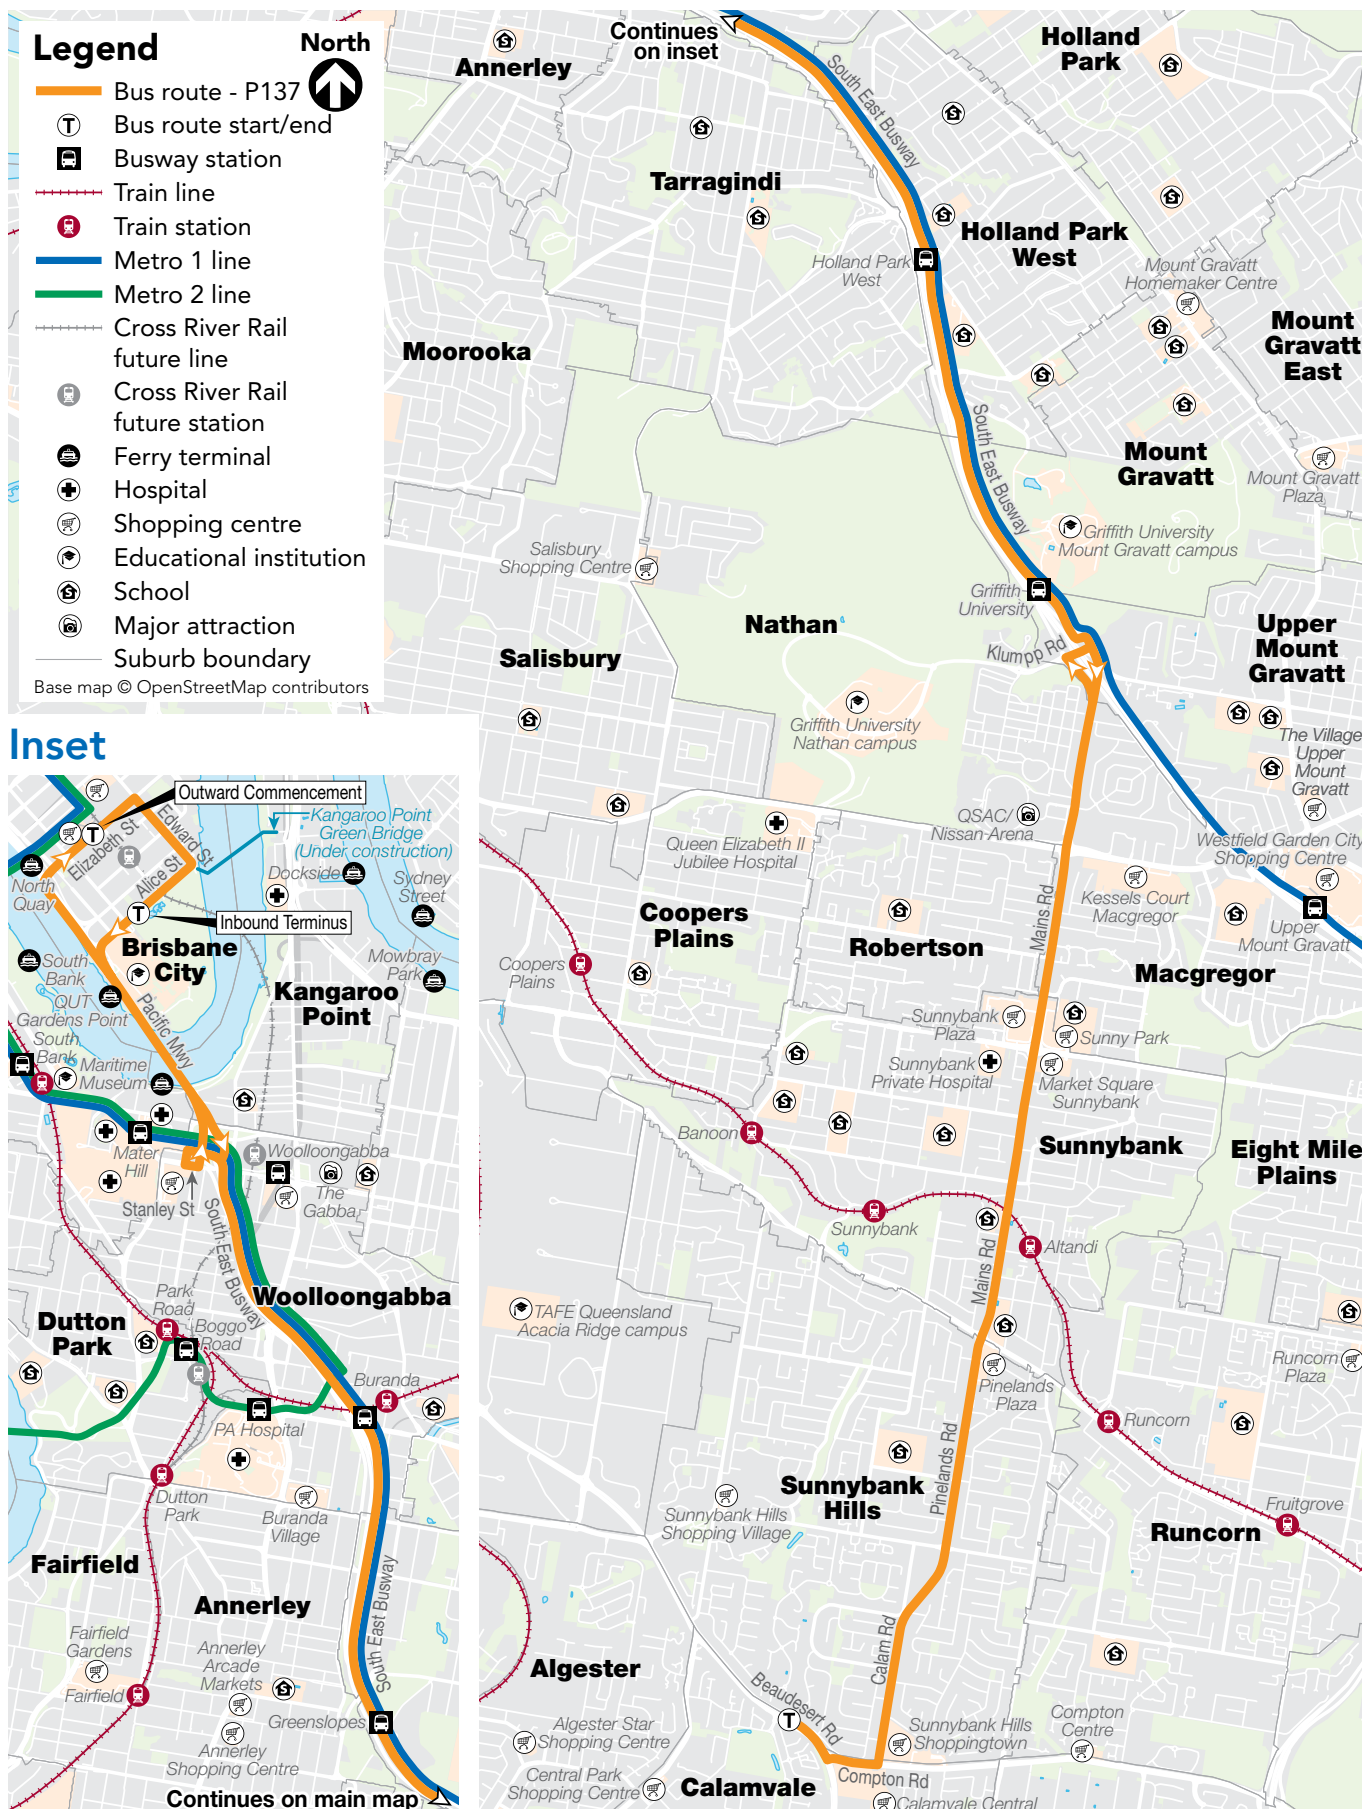 Legend
North
Bus route - P137
Bus route start/end
Busway station
Train line
Train station
Metro 1 line
Metro 2 line
Cross River Rail
future line
Cross River Rail
future station
Ferry terminal
Hospital
Shopping centre
Educational institution
School
Major attraction
Suburb boundary
Base map © OpenStreetMap contributors
Continues
on inset
Annerley
Holland
Park
South East Busway
Tarragindi
Holland Park
West
Holland Park
West
Mount Gravatt
Homemaker Centre
Mount
Gravatt
East
Moorooka
South East Busway
Mount
Gravatt
Mount Gravatt
Plaza
Griffith University
Mount Gravatt campus
Salisbury
Shopping Centre
Griffith
University
Nathan
Klumpp Rd
Upper
Mount
Gravatt
Salisbury
Griffith University
Nathan campus
The Village
Upper
Mount
Gravatt
QSAC/
Nissan Arena
Queen Elizabeth II
Jubilee Hospital
Westfield Garden City
Shopping Centre
Kessels Court
Macgregor
Mains Rd
Upper
Mount Gravatt
Coopers
Plains
Robertson
Macgregor
Coopers
Plains
Sunnybank
Plaza
Sunny Park
Sunnybank
Private Hospital
Market Square
Sunnybank
Banoon
Sunnybank
Eight Mile
Plains
Sunnybank
Altandi
Mains Rd
TAFE Queensland
Acacia Ridge campus
Pinelands
Plaza
Runcorn
Plaza
Runcorn
Pinelands Rd
Sunnybank
Hills
Sunnybank Hills
Shopping Village
Fruitgrove
Runcorn
Calam Rd
Algester
Beaudesert Rd
Algester Star
Shopping Centre
Sunnybank Hills
Shoppingtown
Compton
Centre
Central Park
Shopping Centre
Calamvale
Compton Rd
Calamvale Central
Inset
Outward Commencement
Kangaroo Point
Green Bridge
(Under construction)
Elizabeth St
Edward St
Alice St
Dockside
Sydney
Street
North
Quay
Inbound Terminus
Brisbane
City
South
Bank
Mowbray
Park
Kangaroo
Point
QUT
Gardens Point
Pacific Mwy
South
Bank
Maritime
Museum
Mater
Hill
Woolloongabba
Stanley St
The
Gabba
South East Busway
Woolloongabba
Park
Road
Dutton
Park
Boggo
Road
Buranda
PA Hospital
Dutton
Park
Buranda
Village
Fairfield
South East Busway
Annerley
Fairfield
Gardens
Annerley
Arcade
Markets
Fairfield
Greenslopes
Annerley
Shopping Centre
Continues on main map